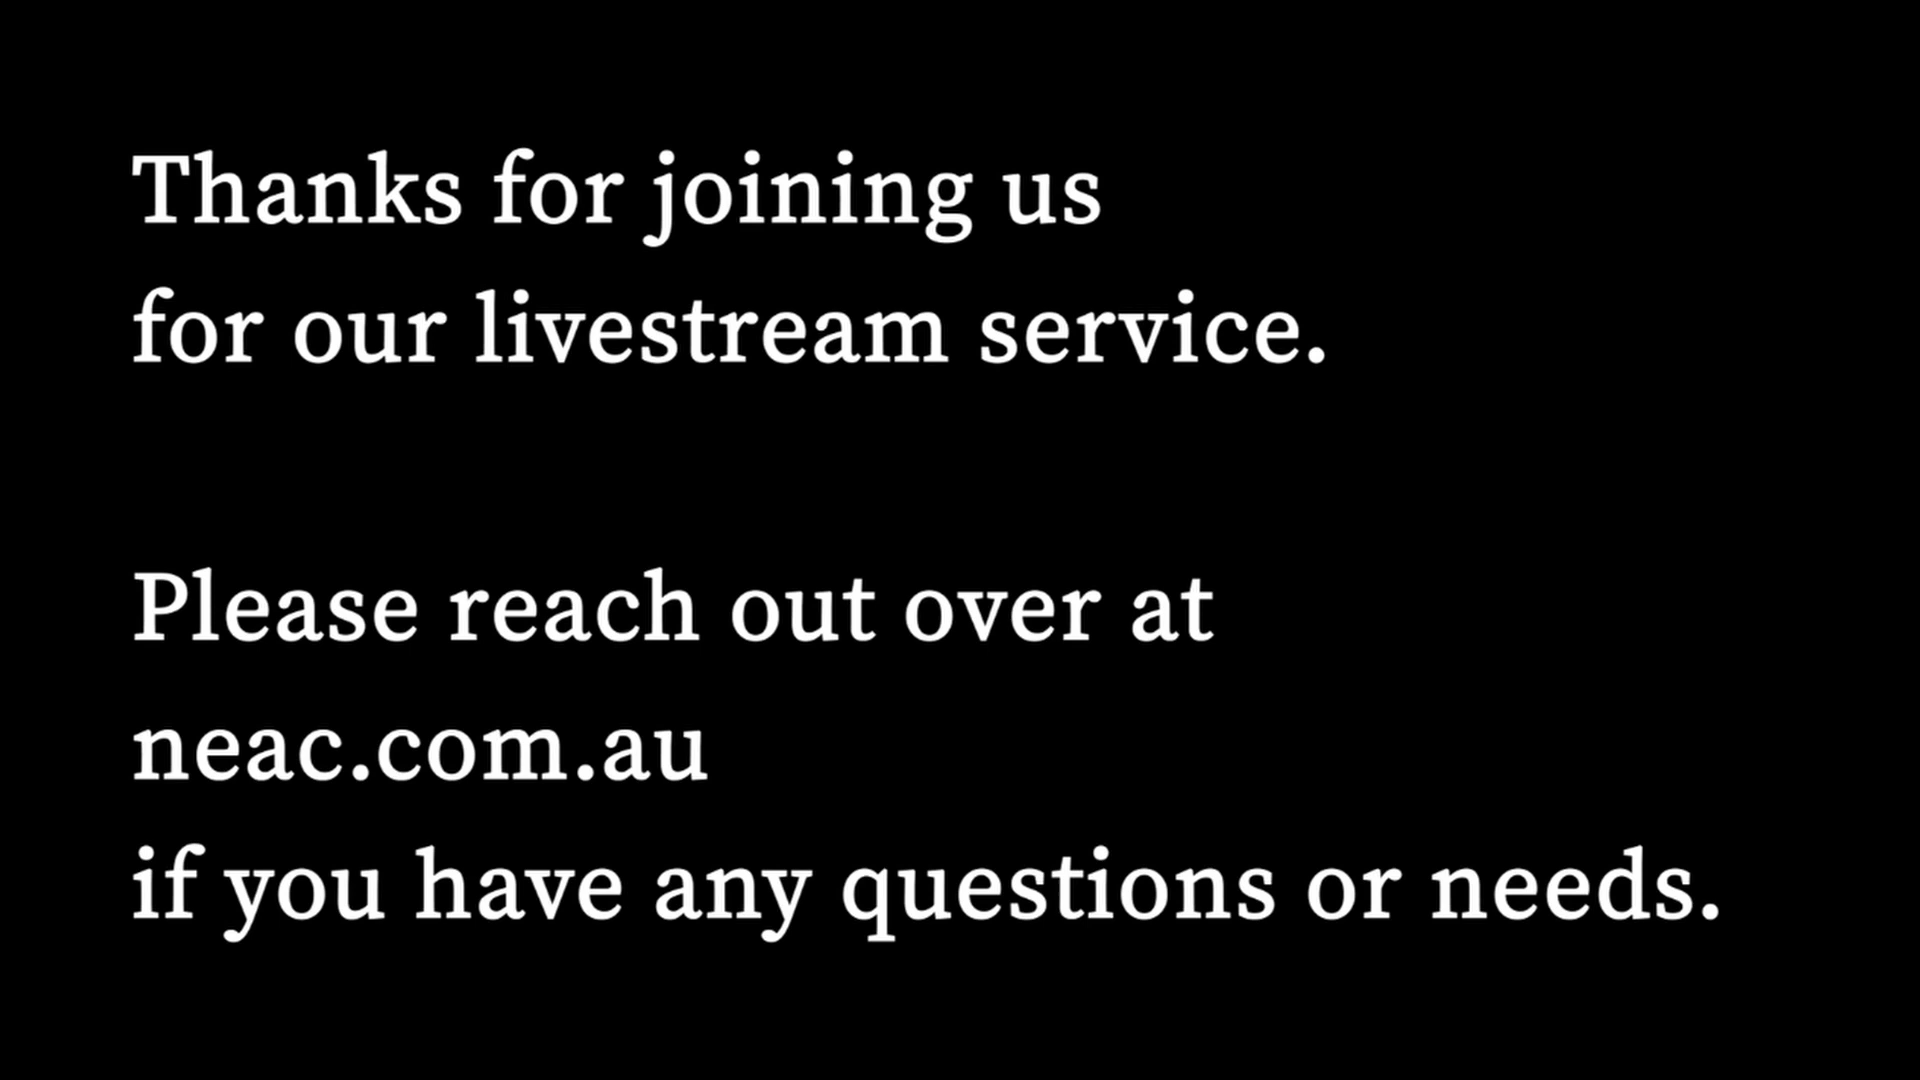 Thanks for joining us
for our livestream service.
Please reach out over at
neac.com.au
if you have any questions or needs.